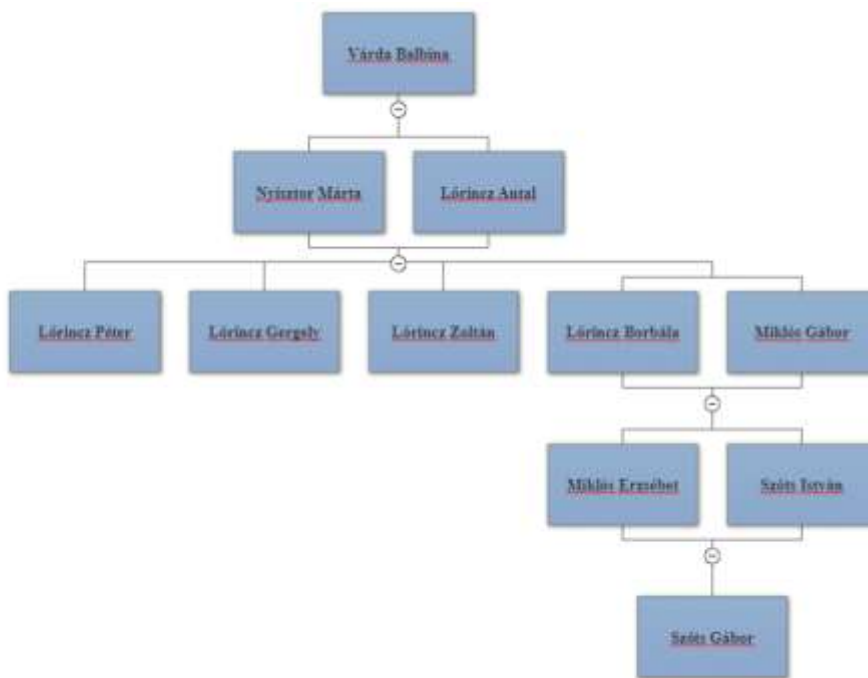 Várda Balbina
Nyisztor Márta
Lőrincz Antal
Lőrincz Péter
Lőrincz Gergely
Lőrincz Zoltán
Lőrincz Borbála
Miklós Gábor
Miklós Erzsébet
Szőts István
Szőts Gábor